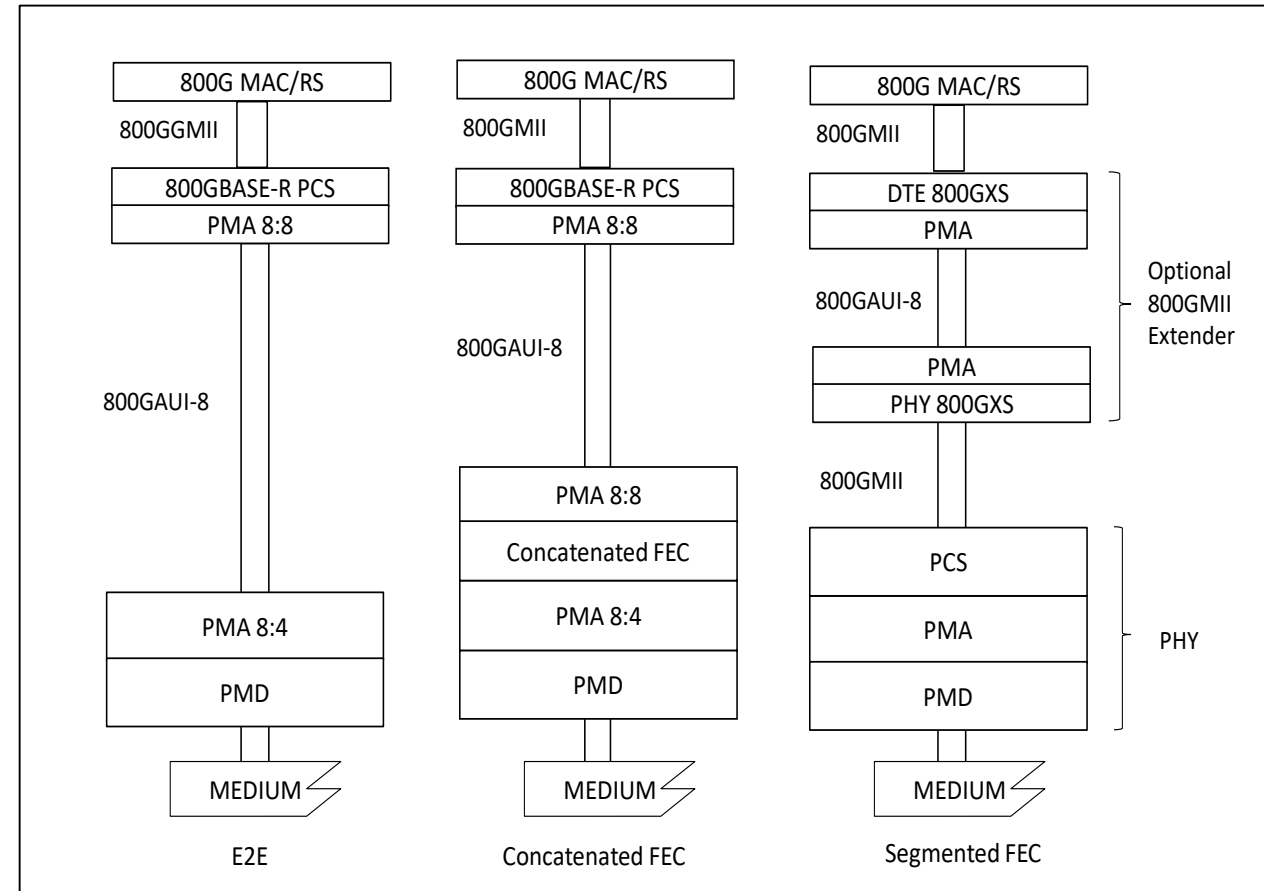 800G MAC/RS
800GGMII
800GBASE-R PCS
PMA 8:8
800GAUI-8
PMA 8:4
PMD
MEDIUM
E2E
800G MAC/RS
800GMII
800GBASE-R PCS
PMA 8:8
800GAUI-8
PMA 8:8
Concatenated FEC
PMA 8:4
PMD
MEDIUM
Concatenated FEC
800G MAC/RS
800GMII
DTE 800GXS
PMA
800GAUI-8
PMA
PHY 800GXS
Optional
800GMII
Extender
800GMII
PCS
PMA
PMD
PHY
MEDIUM
Segmented FEC